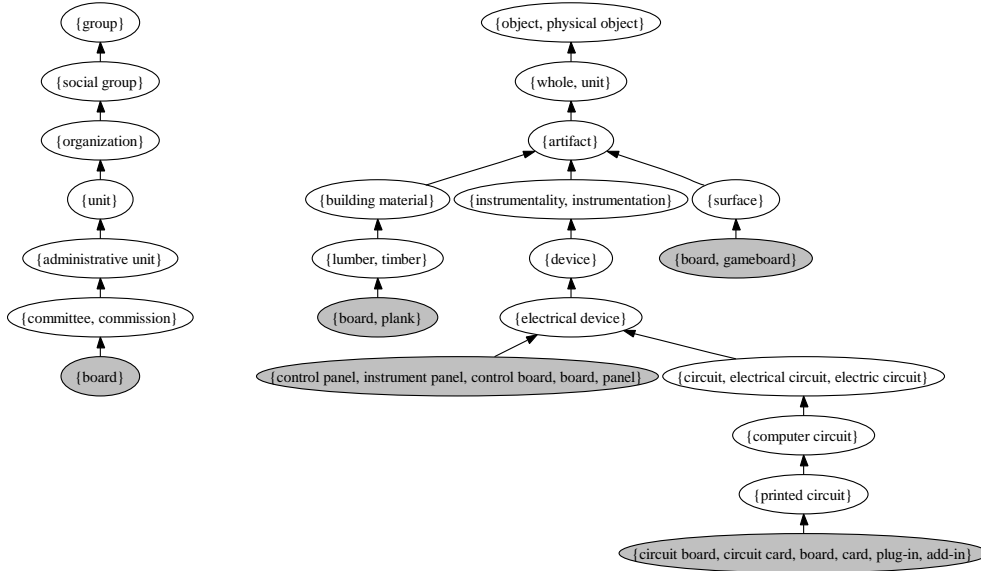 {group}
{social group}
{organization}
{unit}
{administrative unit}
{committee, commission}
{board}
{object, physical object}
{whole, unit}
{artifact}
{building material}
{instrumentality, instrumentation}
{surface}
{lumber, timber}
{device}
{board, gameboard}
{board, plank}
{electrical device}
{control panel, instrument panel, control board, board, panel}
{circuit, electrical circuit, electric circuit}
{computer circuit}
{printed circuit}
{circuit board, circuit card, board, card, plug-in, add-in}